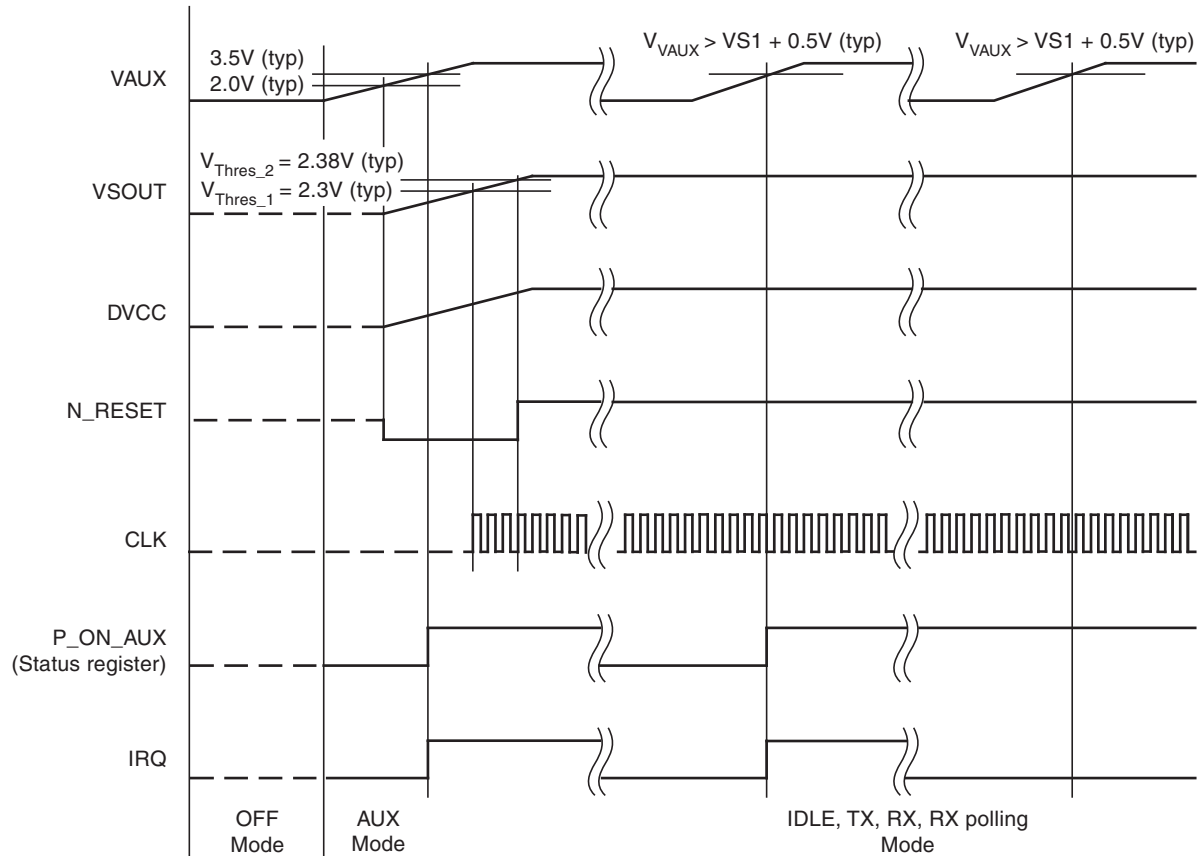 V_VAUX > VS1 + 0.5V (typ)
V_VAUX > VS1 + 0.5V (typ)
3.5V (typ)
VAUX
2.0V (typ)
V_Thres_2 = 2.38V (typ)
VSOUT
V_Thres_1 = 2.3V (typ)
DVCC
N_RESET
CLK
P_ON_AUX
(Status register)
IRQ
OFF
Mode
AUX
Mode
IDLE, TX, RX, RX polling
Mode